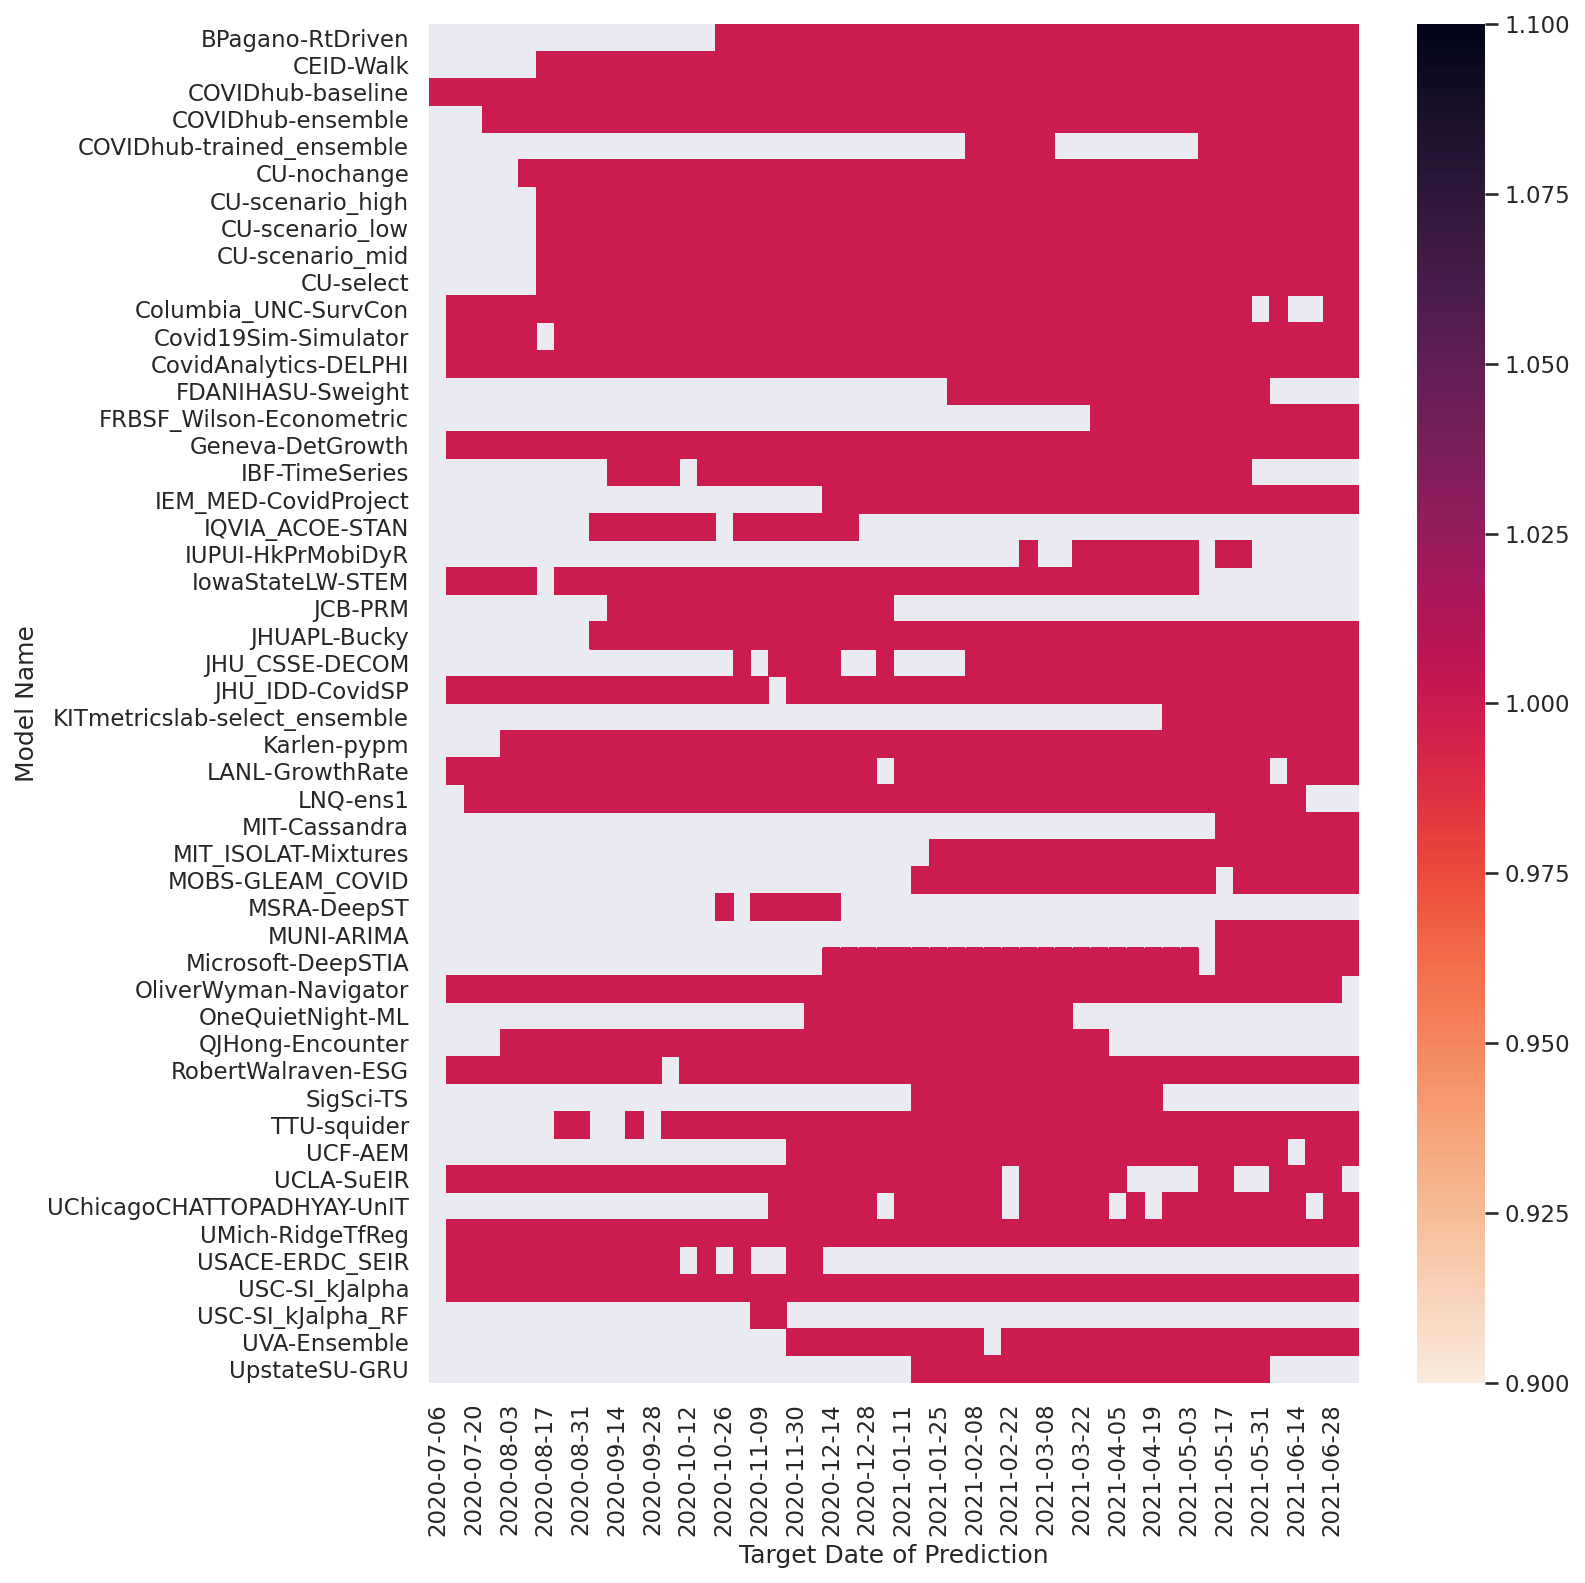 BPagano-RtDriven
CEID-Walk
COVIDhub-baseline
COVIDhub-ensemble
COVIDhub-trained_ensemble
CU-nochange
CU-scenario_high
CU-scenario_low
CU-scenario_mid
CU-select
Columbia_UNC-SurvCon
Covid19Sim-Simulator
CovidAnalytics-DELPHI
FDANIHASU-Sweight
FRBSF_Wilson-Econometric
Geneva-DetGrowth
IBF-TimeSeries
IEM_MED-CovidProject
IQVIA_ACOE-STAN
IUPUI-HkPrMobiDyR
IowaStateLW-STEM
JCB-PRM
JHUAPL-Bucky
JHU_CSSE-DECOM
JHU_IDD-CovidSP
KITmetricslab-select_ensemble
Karlen-pypm
LANL-GrowthRate
LNQ-ens1
MIT-Cassandra
MIT_ISOLAT-Mixtures
MOBS-GLEAM_COVID
MSRA-DeepST
MUNI-ARIMA
Microsoft-DeepSTIA
OliverWyman-Navigator
OneQuietNight-ML
QJHong-Encounter
RobertWalraven-ESG
SigSci-TS
TTU-squider
UCF-AEM
UCLA-SuEIR
UChicagoCHATTOPADHYAY-UnIT
UMich-RidgeTfReg
USACE-ERDC_SEIR
USC-SI_kJalpha
USC-SI_kJalpha_RF
UVA-Ensemble
UpstateSU-GRU
Model Name
2020-07-06
2020-07-20
2020-08-03
2020-08-17
2020-08-31
2020-09-14
2020-09-28
2020-10-12
2020-10-26
2020-11-09
2020-11-30
2020-12-14
2020-12-28
2021-01-11
2021-01-25
2021-02-08
2021-02-22
2021-03-08
2021-03-22
2021-04-05
2021-04-19
2021-05-03
2021-05-17
2021-05-31
2021-06-14
2021-06-28
Target Date of Prediction
1.100
1.075
1.050
1.025
1.000
0.975
0.950
0.925
0.900